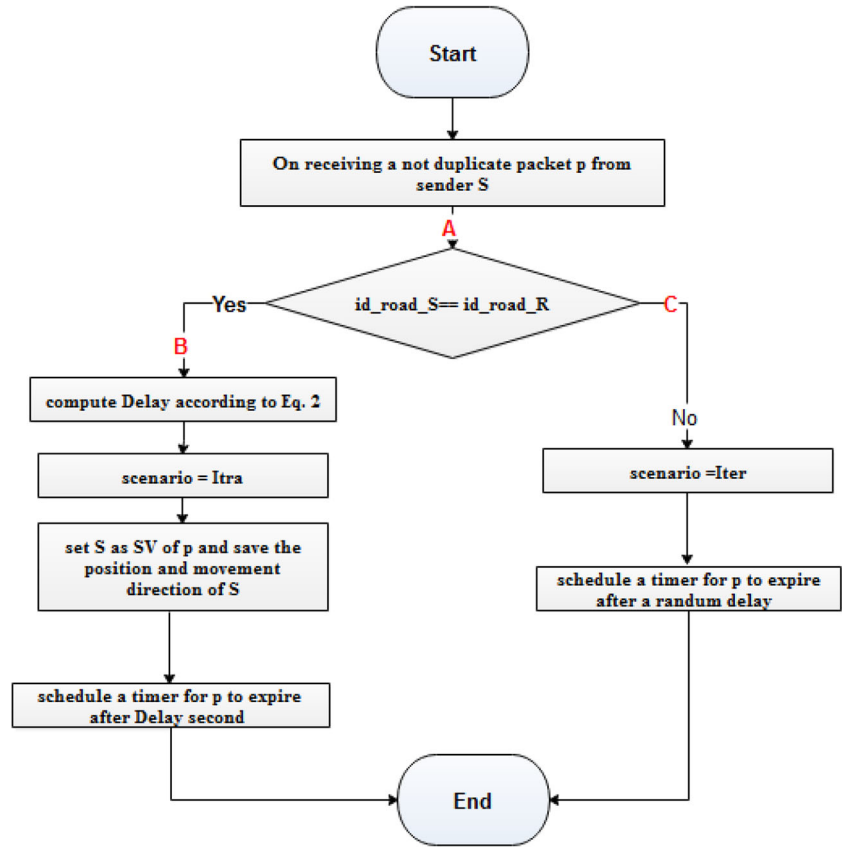 Start
On receiving a not duplicate packet p from
sender S
A
id_road_S== id_road_R
Yes
C
B
compute Delay according to Eq. 2
No
scenario = Itra
scenario =Iter
set S as SV of p and save the
position and movement
direction of S
schedule a timer for p to expire
after a randum delay
schedule a timer for p to expire
after Delay second
End